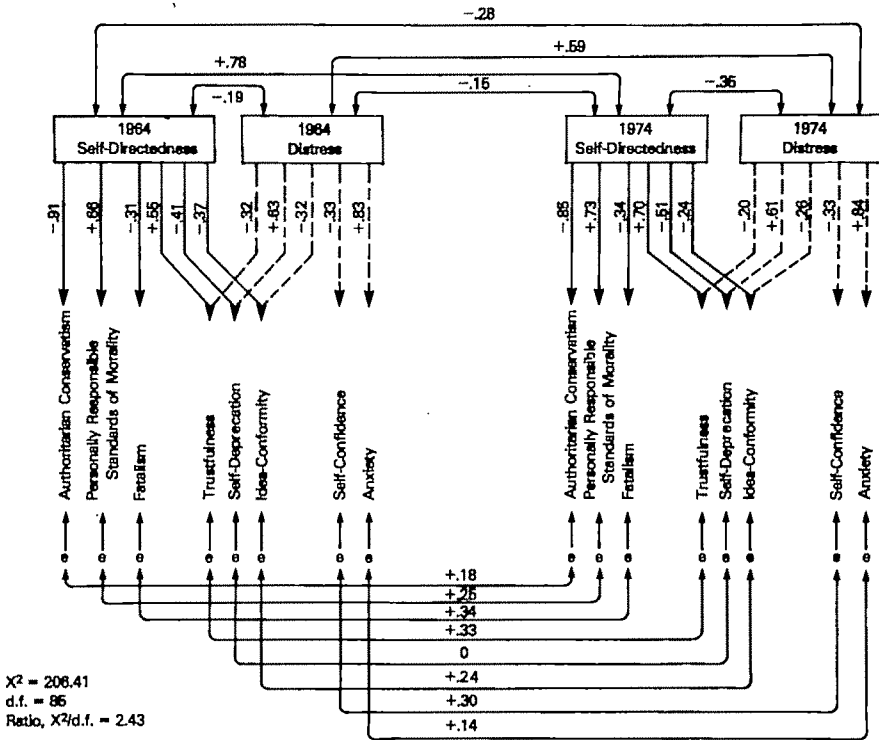 -.28
+.59
+.78
-.15
-.35
-.19
1964
Self-Directedness
1964
Distress
1974
Self-Directedness
1974
Distress
-.91
+.66
-.31
+.55
-.41
-.37
-.32
+.63
-.32
-.33
+.83
-.85
+.73
-.34
+.70
-.51
-.24
-.20
+.61
-.26
-.33
+.84
Authoritarian Conservatism
Personally Responsible
Standards of Morality
Fatalism
Trustfulness
Self-Deprecation
Idea-Conformity
Self-Confidence
Anxiety
Authoritarian Conservatism
Personally Responsible
Standards of Morality
Fatalism
Trustfulness
Self-Deprecation
Idea-Conformity
Self-Confidence
Anxiety
e e e e e e e e e e e e e e e e
+.18
+.25
+.34
+.33
0
+.24
+.30
+.14
X² = 206.41
d.f. = 85
Ratio, X²/d.f. = 2.43